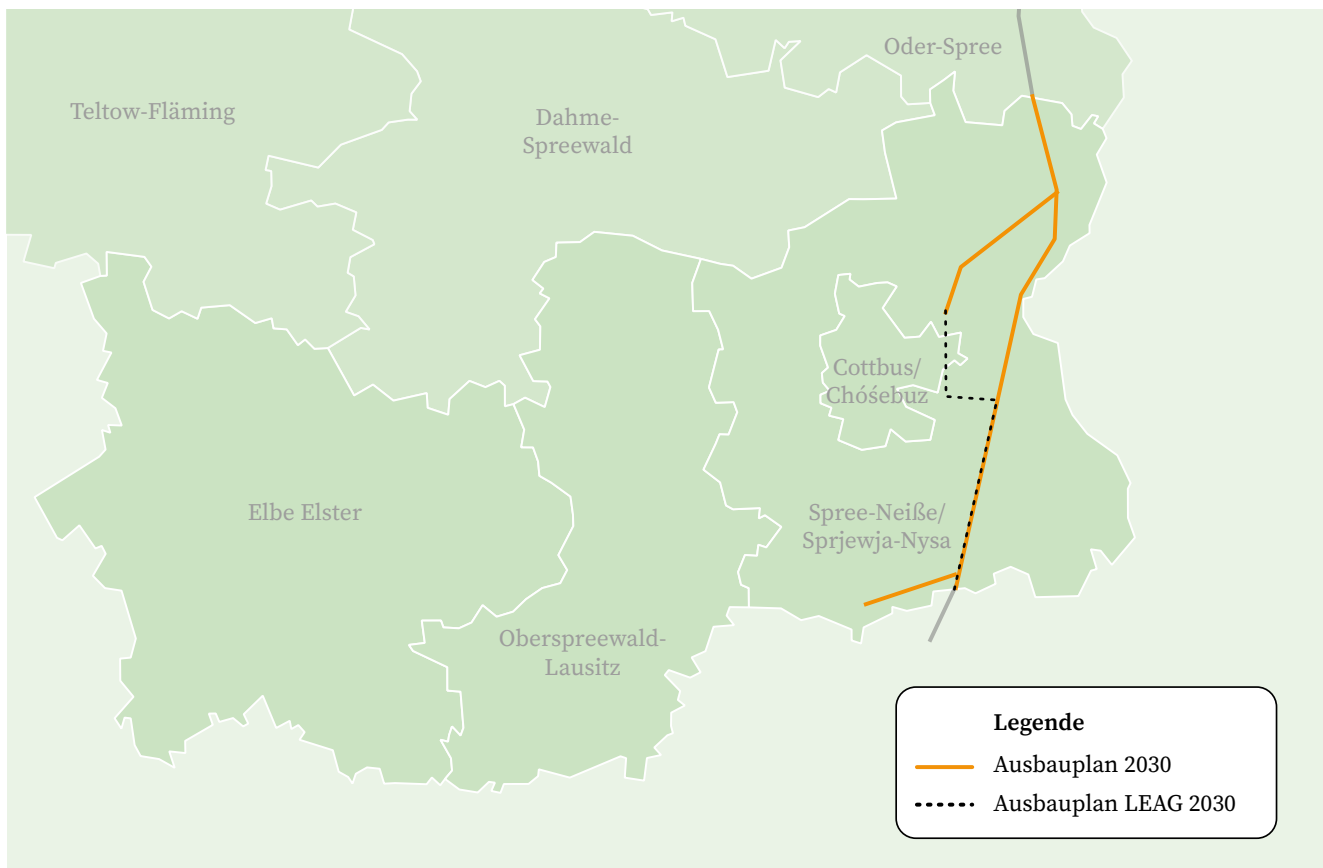 Oder-Spree
Teltow-Fläming
Dahme-
Spreewald
Cottbus/
Chóśebuz
Elbe Elster
Spree-Neiße/
Sprjewja-Nysa
Oberspreewald-
Lausitz
Legende
Ausbauplan 2030
Ausbauplan LEAG 2030